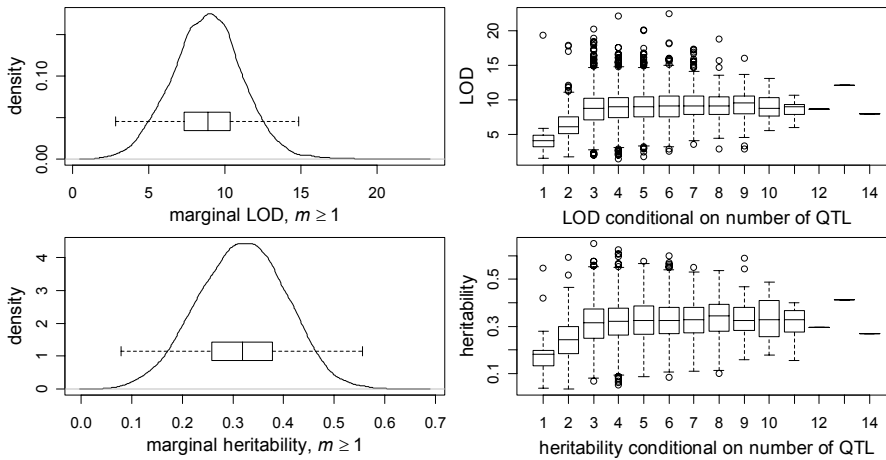 density
0.00 0.10
0 5 10 15 20
marginal LOD, m ≥ 1
LOD
5 10 15 20
1 2 3 4 5 6 7 8 9 10 12 14
LOD conditional on number of QTL
density
0 1 2 3 4
0.0 0.1 0.2 0.3 0.4 0.5 0.6 0.7
marginal heritability, m ≥ 1
heritability
0.1 0.3 0.5
1 2 3 4 5 6 7 8 9 10 12 14
heritability conditional on number of QTL